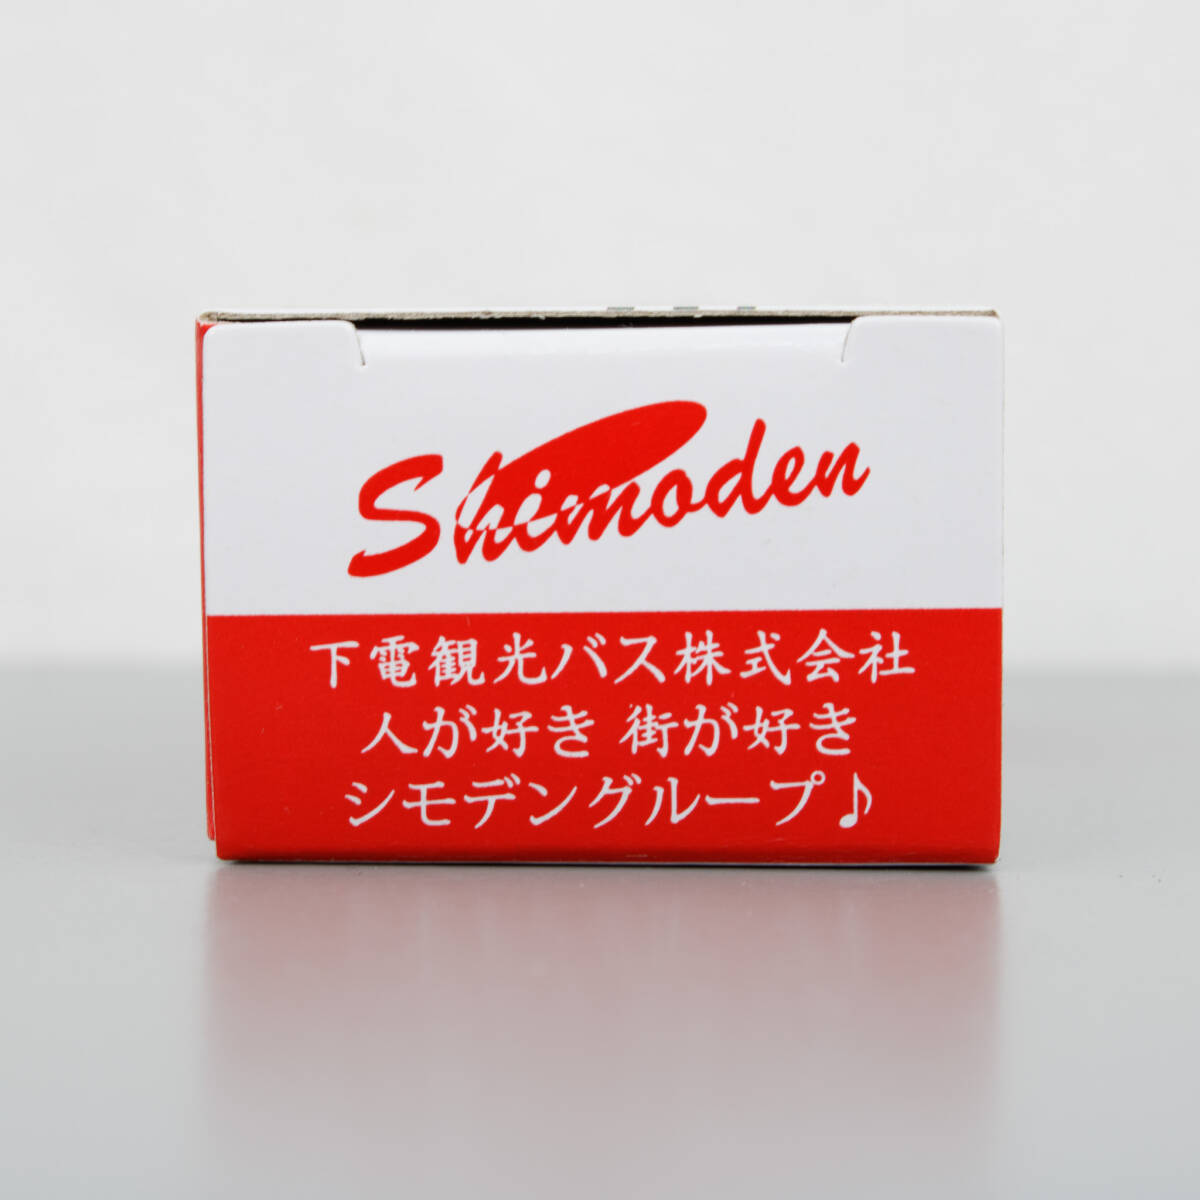 Shimoden
下電観光バス株式会社
人が好き 街が好き
シモデングループ♪